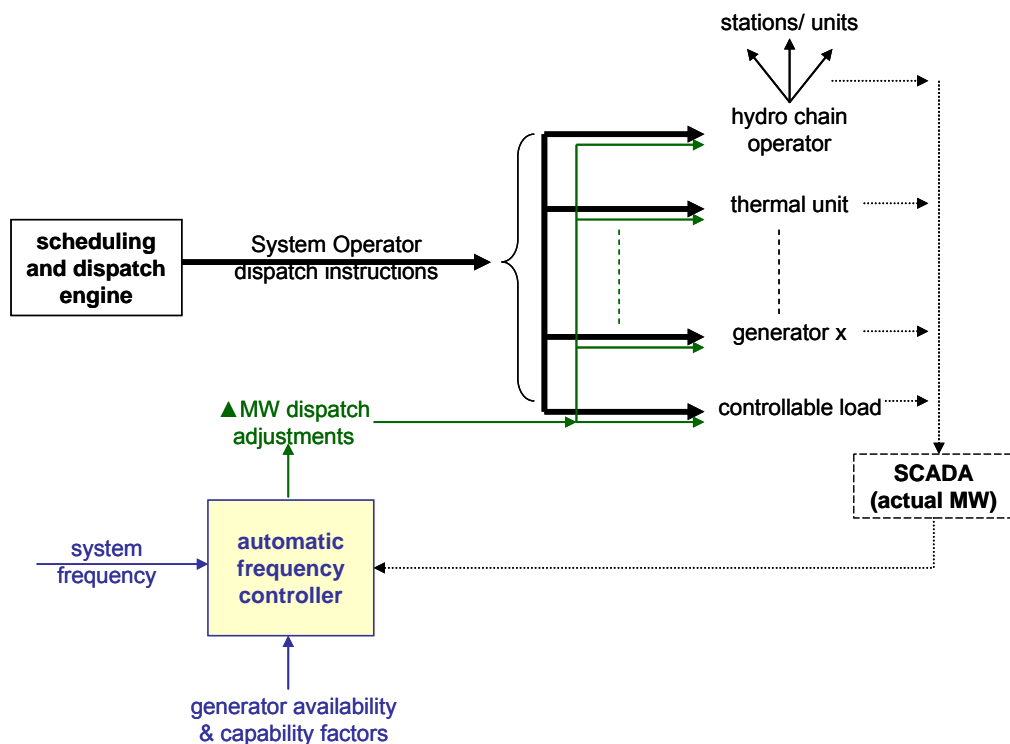 stations/ units
hydro chain
operator
thermal unit
scheduling
and dispatch
engine
System Operator
dispatch instructions
generator x
▲MW dispatch
adjustments
controllable load
SCADA
(actual MW)
system
frequency
automatic
frequency
controller
generator availability
& capability factors